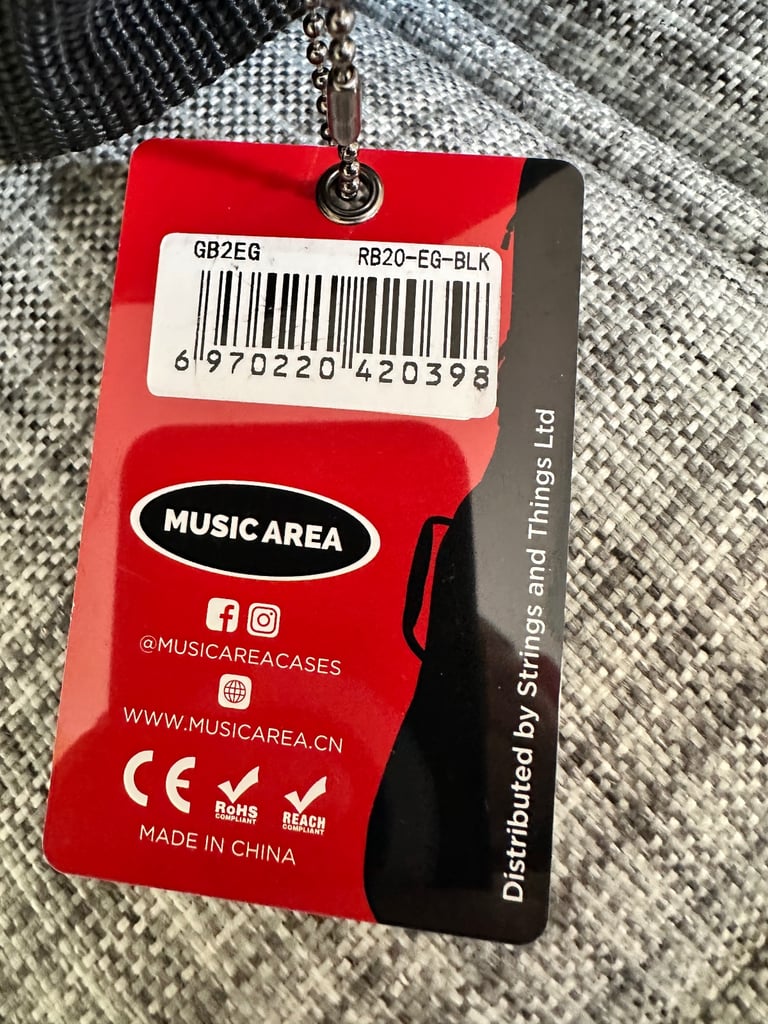 GB2EG RB20-EG-BLK
6 970220 420398
MUSIC AREA
@MUSICAREACASES
WWW.MUSICAREA.CN
CE RoHS COMPLIANT REACH COMPLIANT
MADE IN CHINA
Distributed by Strings and Things Ltd